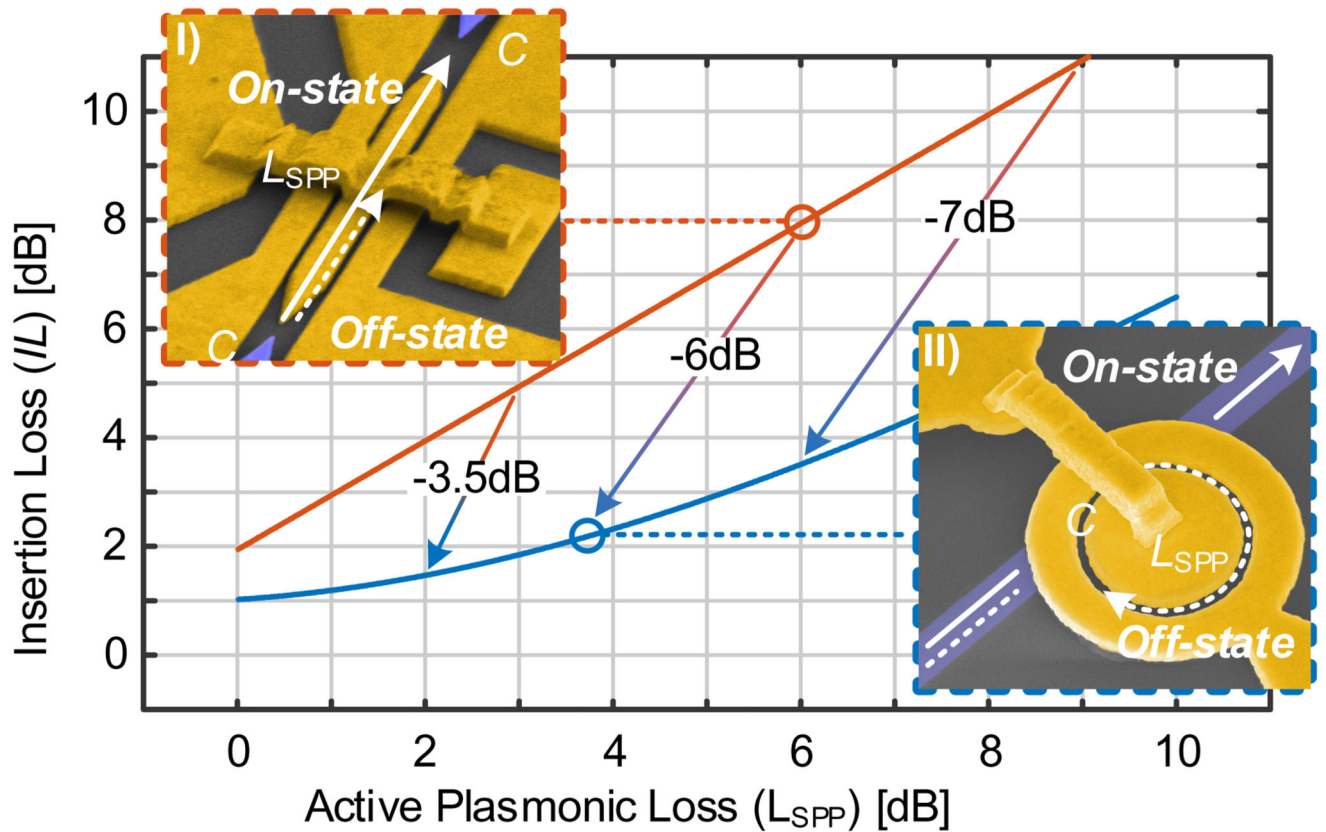 I)
C
On-state
L_SPP
Off-state
C
10
8
6
4
2
0
Insertion Loss (IL) [dB]
-7dB
-6dB
-3.5dB
II)
On-state
C
L_SPP
Off-state
0 2 4 6 8 10
Active Plasmonic Loss (L_SPP) [dB]